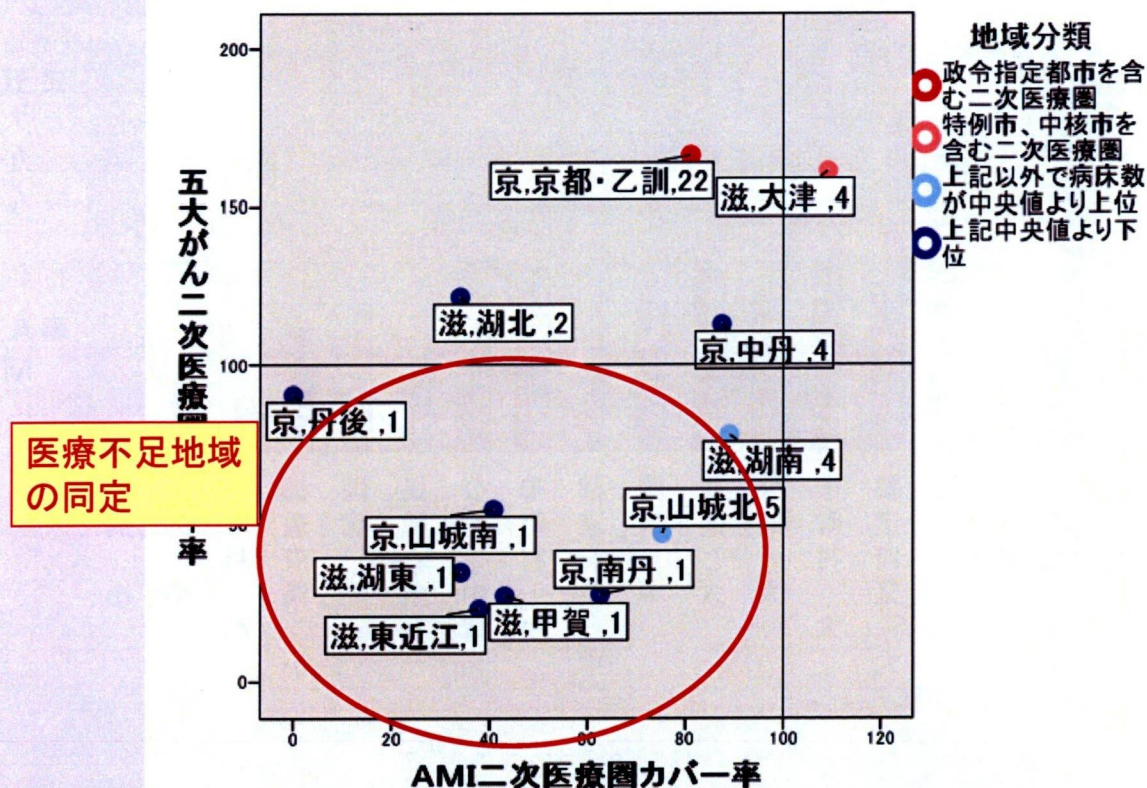 地域分類
政令指定都市を含
む二次医療圏
特例市、中核市を
含む二次医療圏
上記以外で病床数
が中央値より上位
上記中央値より下
位
五大がん二次医療圏
率
200
150
100
0
京,京都・乙訓,22
滋,大津 ,4
滋,湖北 ,2
京,中丹 ,4
京,丹後 ,1
滋,湖南 ,4
京,山城北 5
京,山城南 ,1
京,南丹 ,1
滋,湖東 ,1
滋,甲賀 ,1
滋,東近江,1
医療不足地域
の同定
0 20 40 60 80 100 120
AMI二次医療圏カバー率